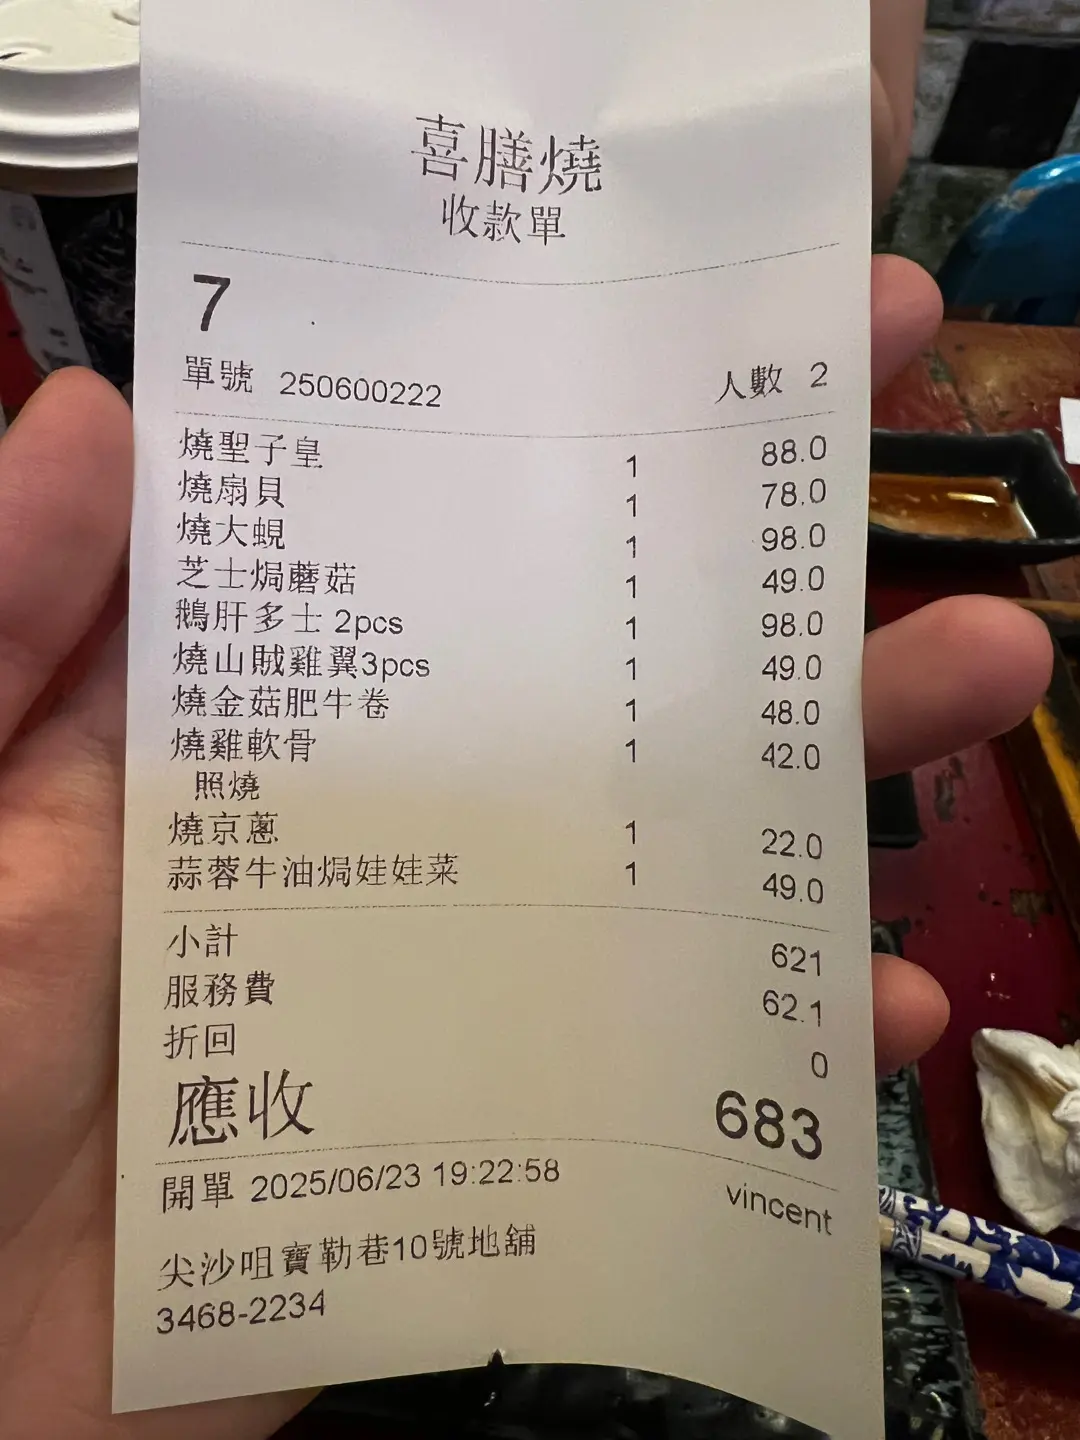 喜膳燒
收款單
7
單號 250600222 人數 2
燒聖子皇 1 88.0
燒扇貝 1 78.0
燒大蜆 1 98.0
芝士焗蘑菇 1 49.0
鵝肝多士 2pcs 1 98.0
燒山賊雞翼3pcs 1 49.0
燒金菇肥牛卷 1 48.0
燒雞軟骨 1 42.0
照燒
燒京蔥 1 22.0
蒜蓉牛油焗娃娃菜 1 49.0
小計 621
服務費 62.1
折回 0
應收 683
開單 2025/06/23 19:22:58 vincent
尖沙咀寶勒巷10號地舖
3468-2234